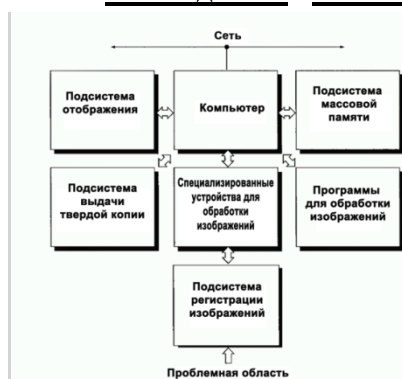 Сеть
Подсистема
отображения
Компьютер
Подсистема
массовой
памяти
Подсистема
выдачи
твердой копии
Специализированные
устройства для
обработки
изображений
Программы
для обработки
изображений
Подсистема
регистрации
изображений
Проблемная область